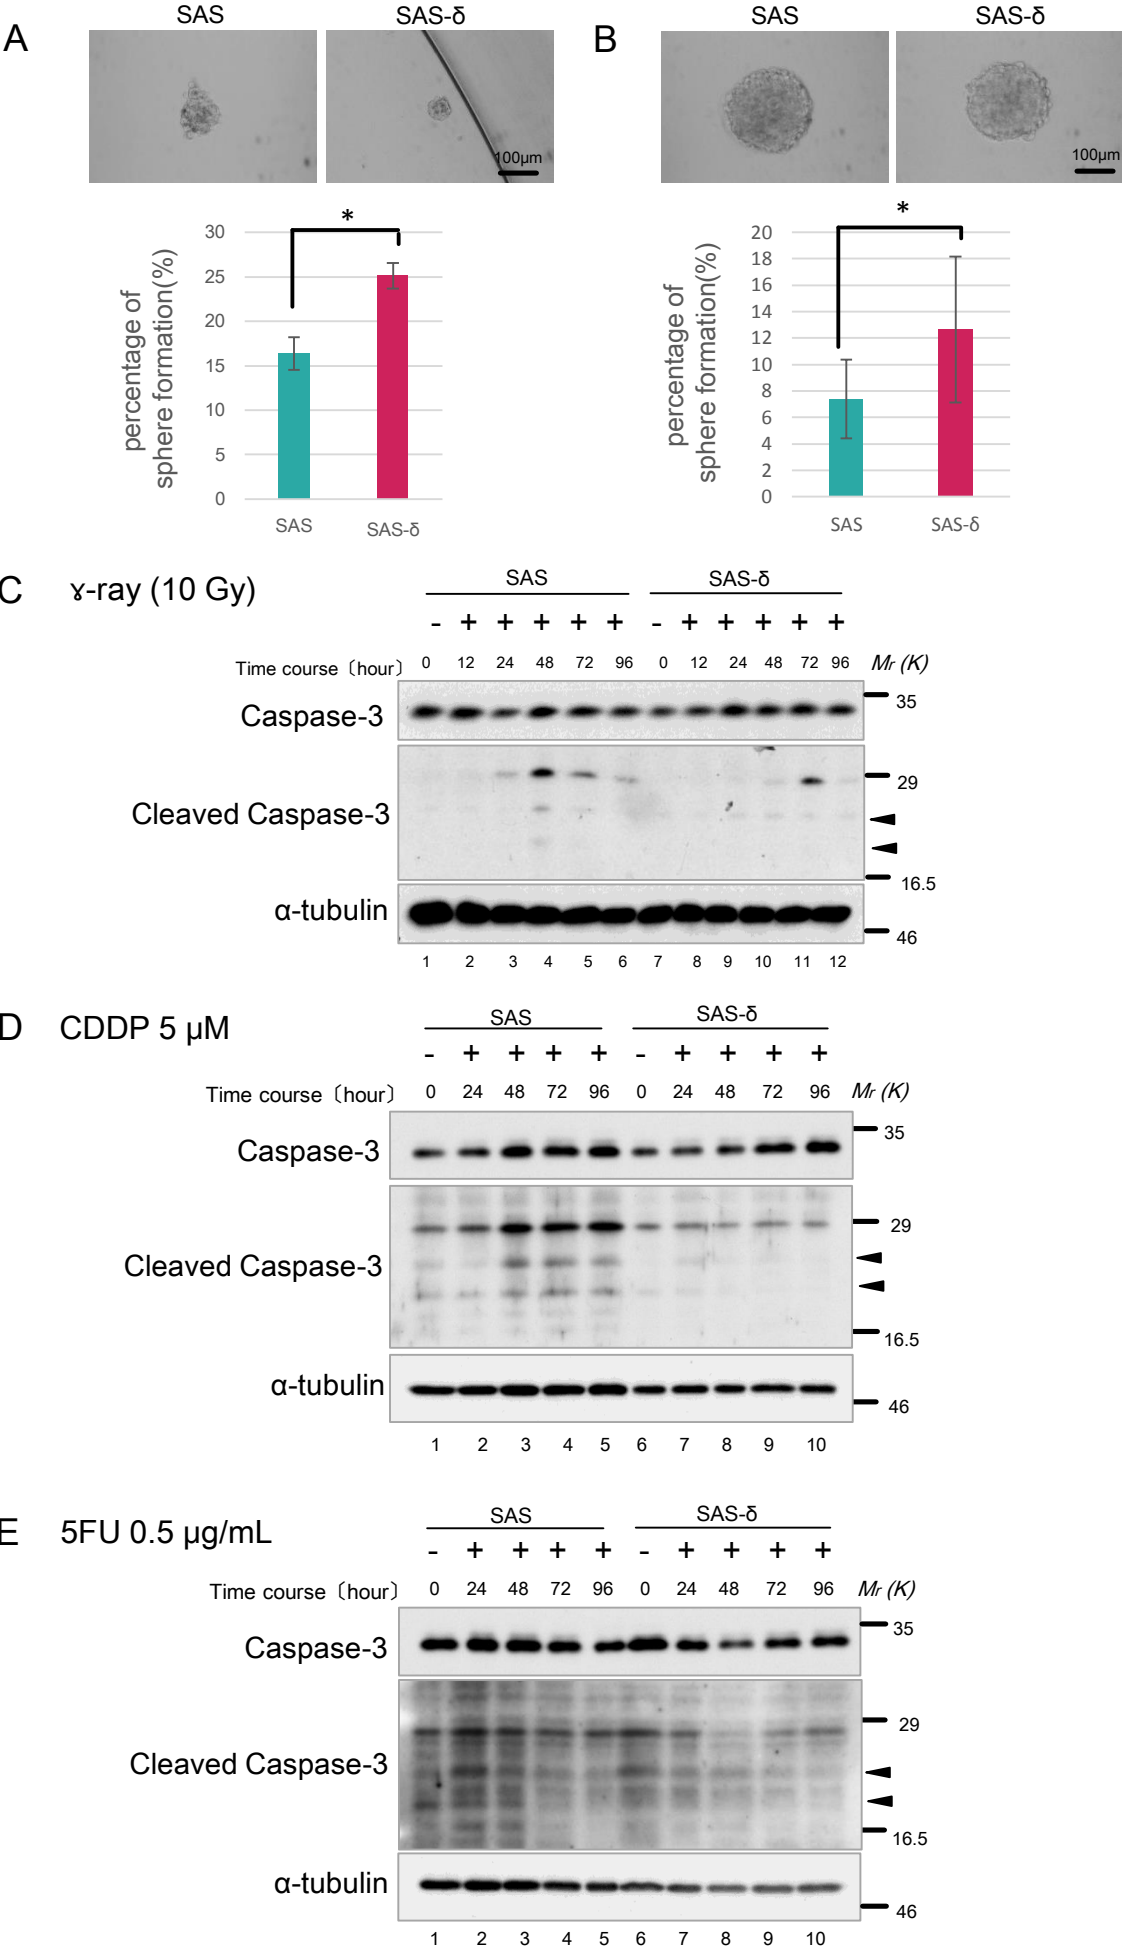 A
SAS SAS-δ
100μm
B
SAS SAS-δ
100μm
percentage of
sphere formation(%)
*
30
25
20
15
10
5
0
SAS SAS-δ
percentage of
sphere formation(%)
*
20
18
16
14
12
10
8
6
4
2
0
SAS SAS-δ
C ɤ-ray (10 Gy)
SAS SAS-δ
- + + + + + - + + + + +
Time course〔hour〕 0 12 24 48 72 96 0 12 24 48 72 96 Mr (K)
Caspase-3 35
Cleaved Caspase-3 29
16.5
α-tubulin 46
1 2 3 4 5 6 7 8 9 10 11 12
D CDDP 5 μM
SAS SAS-δ
- + + + + - + + + +
Time course〔hour〕 0 24 48 72 96 0 24 48 72 96 Mr (K)
Caspase-3 35
Cleaved Caspase-3 29
16.5
α-tubulin 46
1 2 3 4 5 6 7 8 9 10
E 5FU 0.5 μg/mL
SAS SAS-δ
- + + + + - + + + +
Time course〔hour〕 0 24 48 72 96 0 24 48 72 96 Mr (K)
Caspase-3 35
Cleaved Caspase-3 29
16.5
α-tubulin 46
1 2 3 4 5 6 7 8 9 10